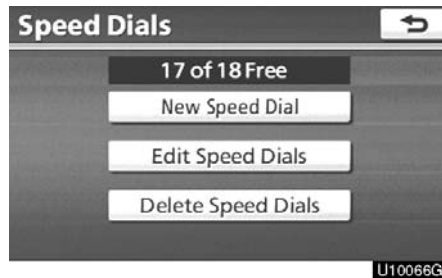 Speed Dials
17 of 18 Free
New Speed Dial
Edit Speed Dials
Delete Speed Dials
U10066G